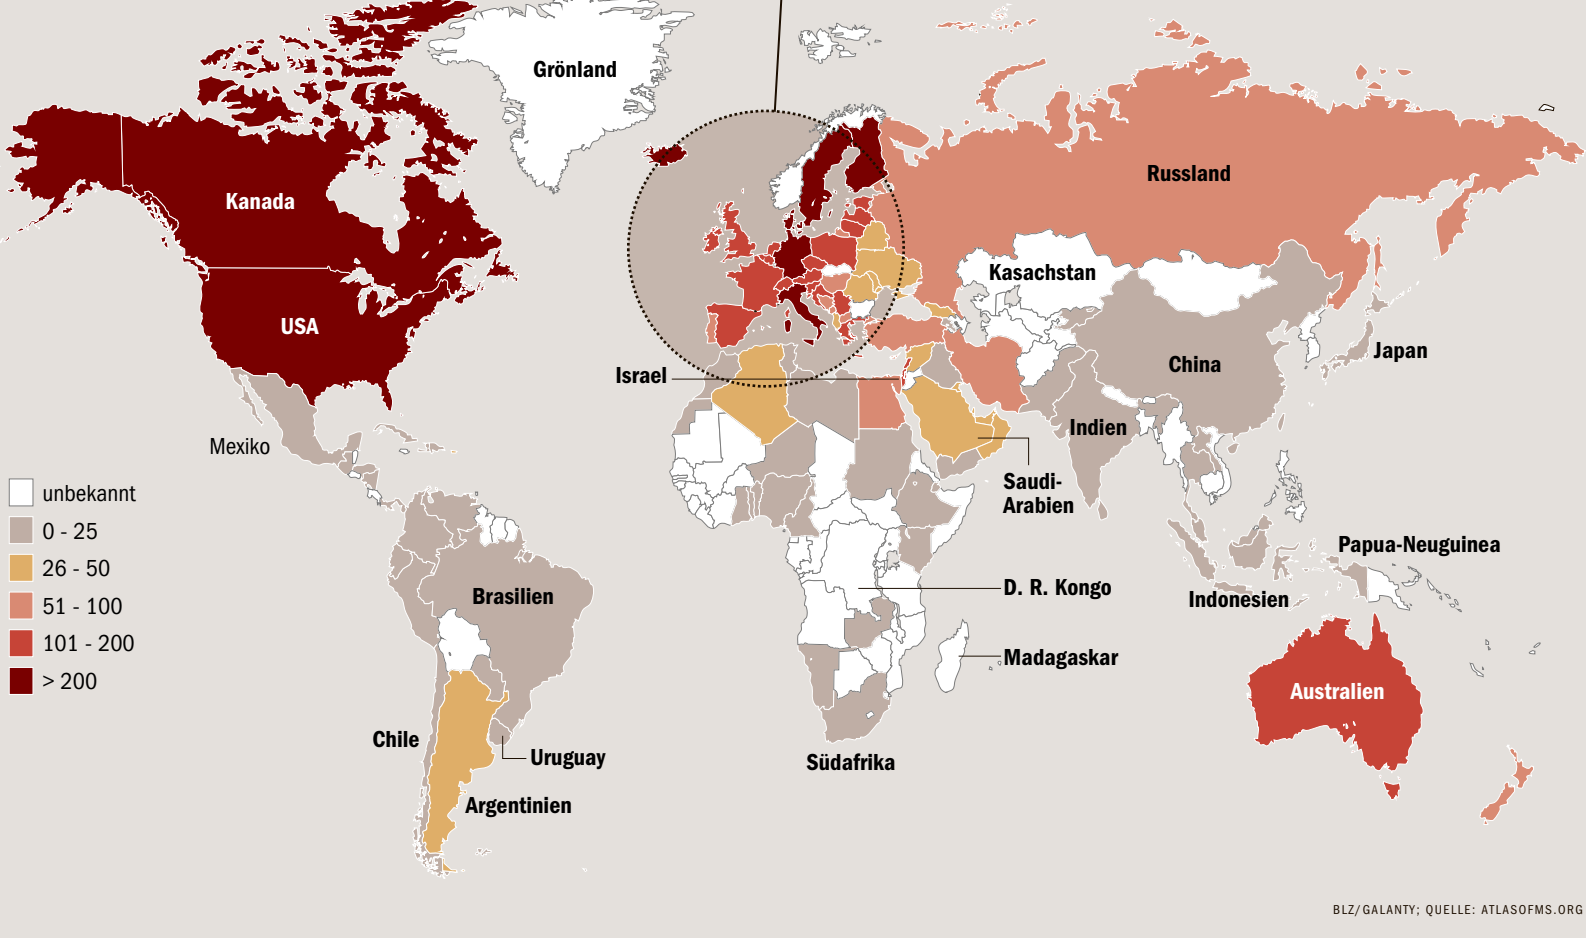 Grönland
Kanada
Russland
Kasachstan
USA
China
Japan
Israel
Indien
Mexiko
Saudi-
Arabien
unbekannt
0 - 25
26 - 50
51 - 100
101 - 200
> 200
Papua-Neuguinea
Brasilien
D. R. Kongo
Indonesien
Madagaskar
Australien
Chile
Uruguay
Südafrika
Argentinien
BLZ/GALANTY; QUELLE: ATLASOFMS.ORG